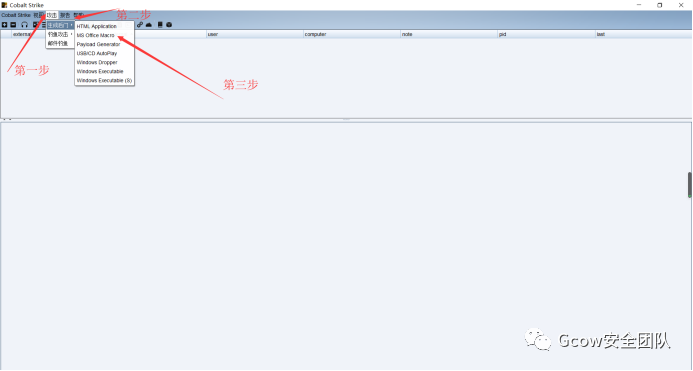 Cobalt Strike
第二步
Cobalt Strike 视图 攻击 报告 帮助
external user computer note pid last
生成后门
钓鱼攻击
邮件钓鱼
HTML Application
MS Office Macro
Payload Generator
USB/CD AutoPlay
Windows Dropper
Windows Executable
Windows Executable (S)
第一步
第三步
Gcow安全团队